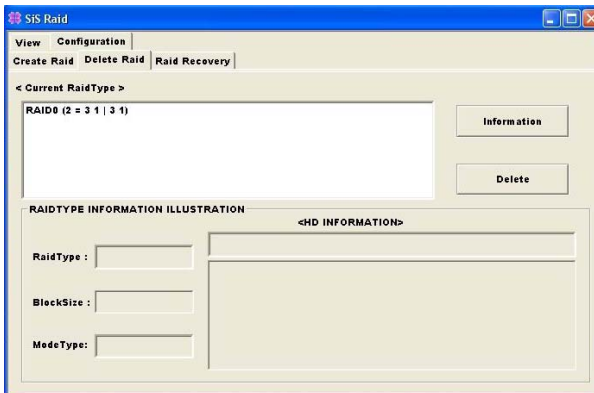 SiS Raid
View Configuration
Create Raid Delete Raid Raid Recovery
< Current RaidType >
RAID0 (2 = 3 1 | 3 1)
Information
Delete
RAIDTYPE INFORMATION ILLUSTRATION
<HD INFORMATION>
RaidType :
BlockSize :
ModeType: